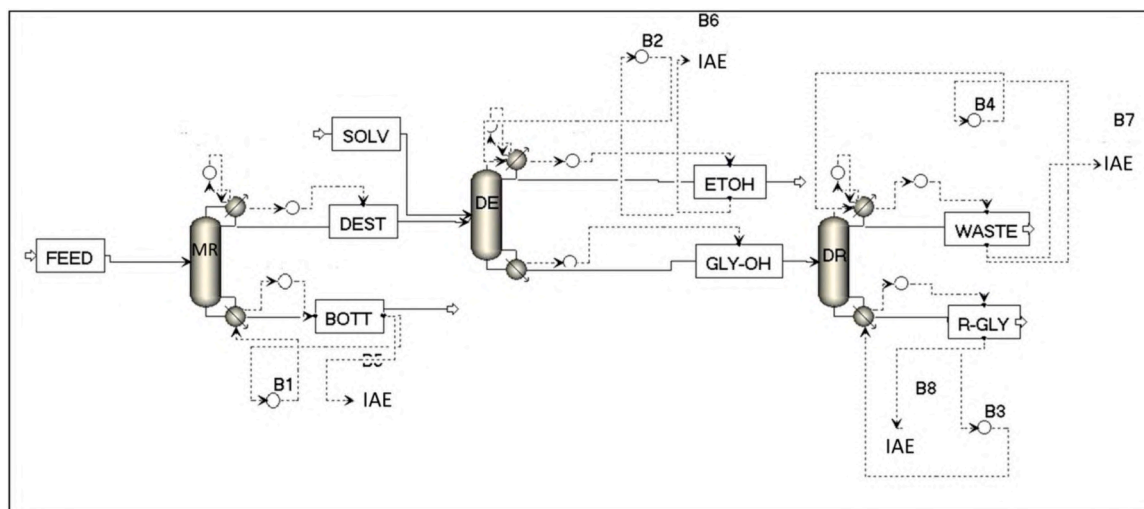 B6
B2
IAE
B4
B7
SOLV
IAE
DE
ETOH
DEST
WASTE
MR
DR
FEED
GLY-OH
BOTT
R-GLY
B5
B1
IAE
B8
B3
IAE